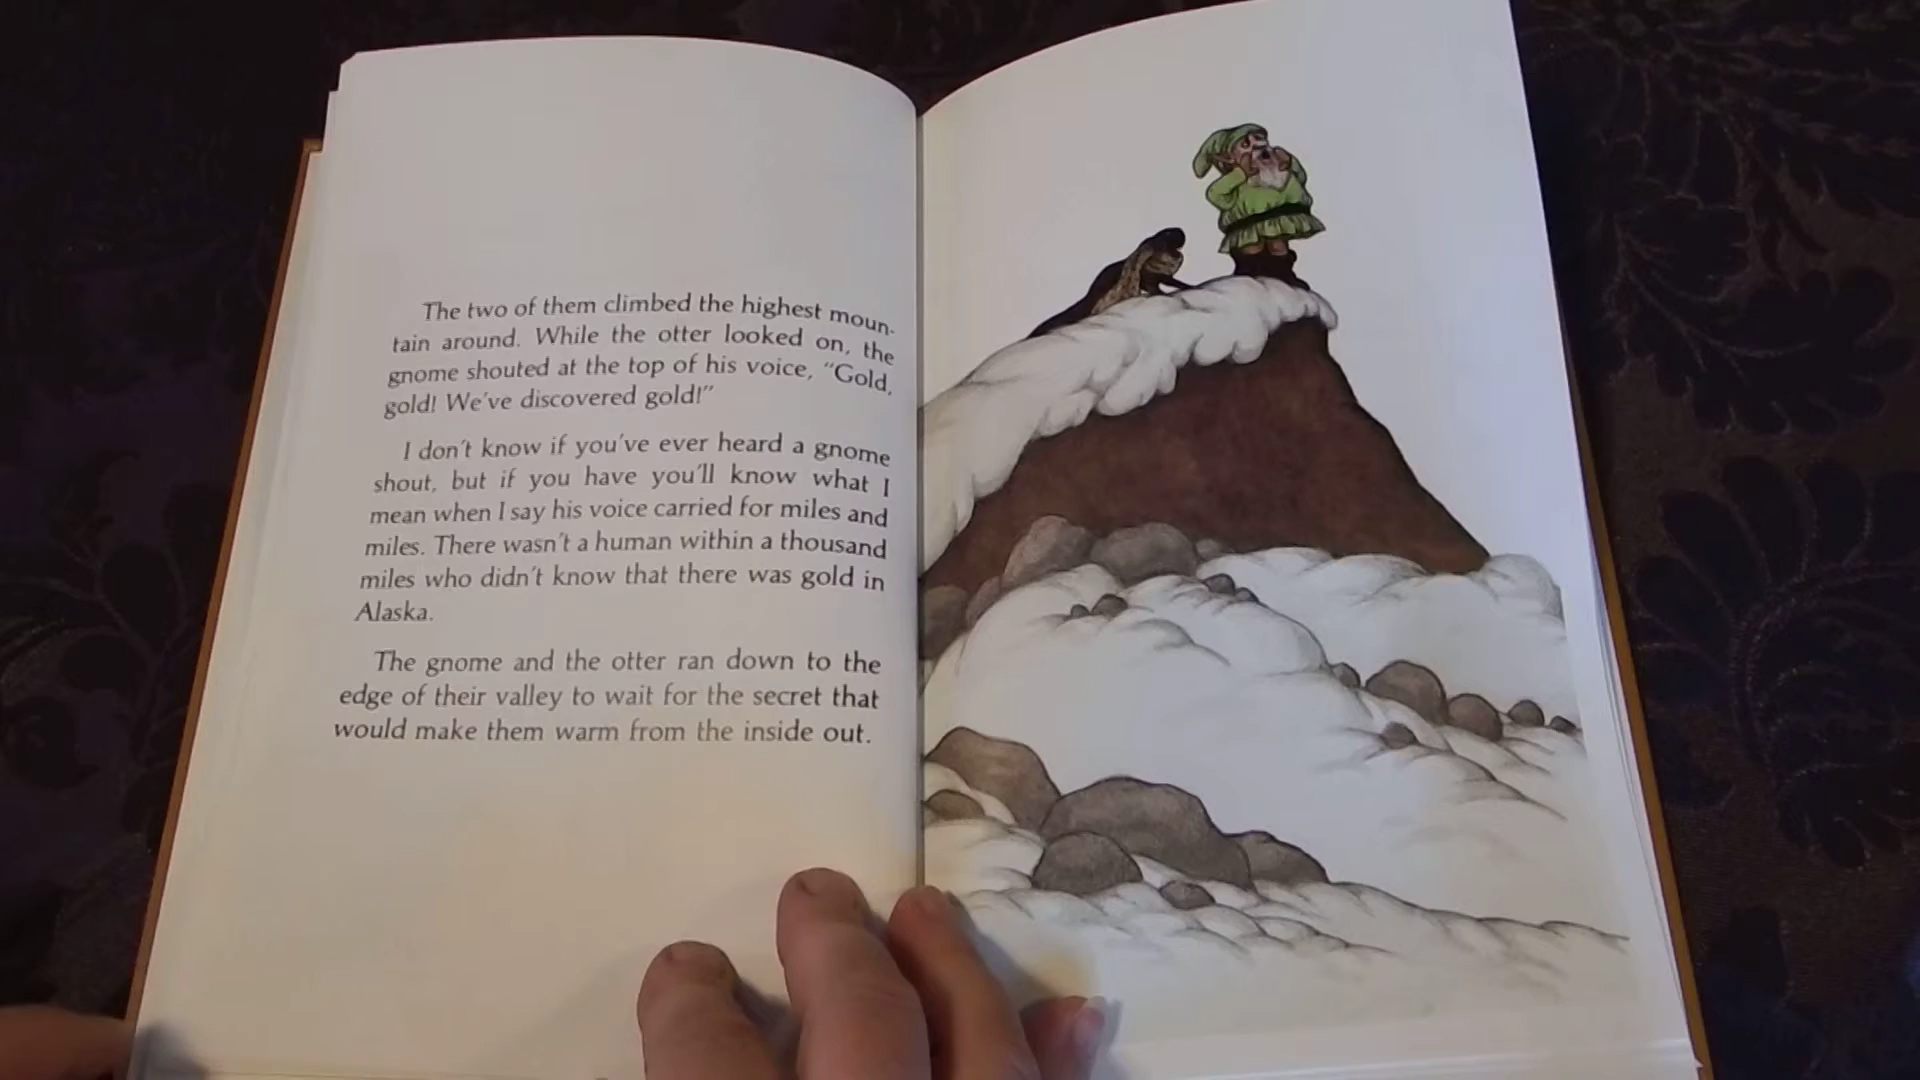 The two of them climbed the highest moun-
tain around. While the otter looked on, the
gnome shouted at the top of his voice, “Gold,
gold! We’ve discovered gold!”
I don’t know if you’ve ever heard a gnome
shout, but if you have you’ll know what I
mean when I say his voice carried for miles and
miles. There wasn’t a human within a thousand
miles who didn’t know that there was gold in
Alaska.
The gnome and the otter ran down to the
edge of their valley to wait for the secret that
would make them warm from the inside out.